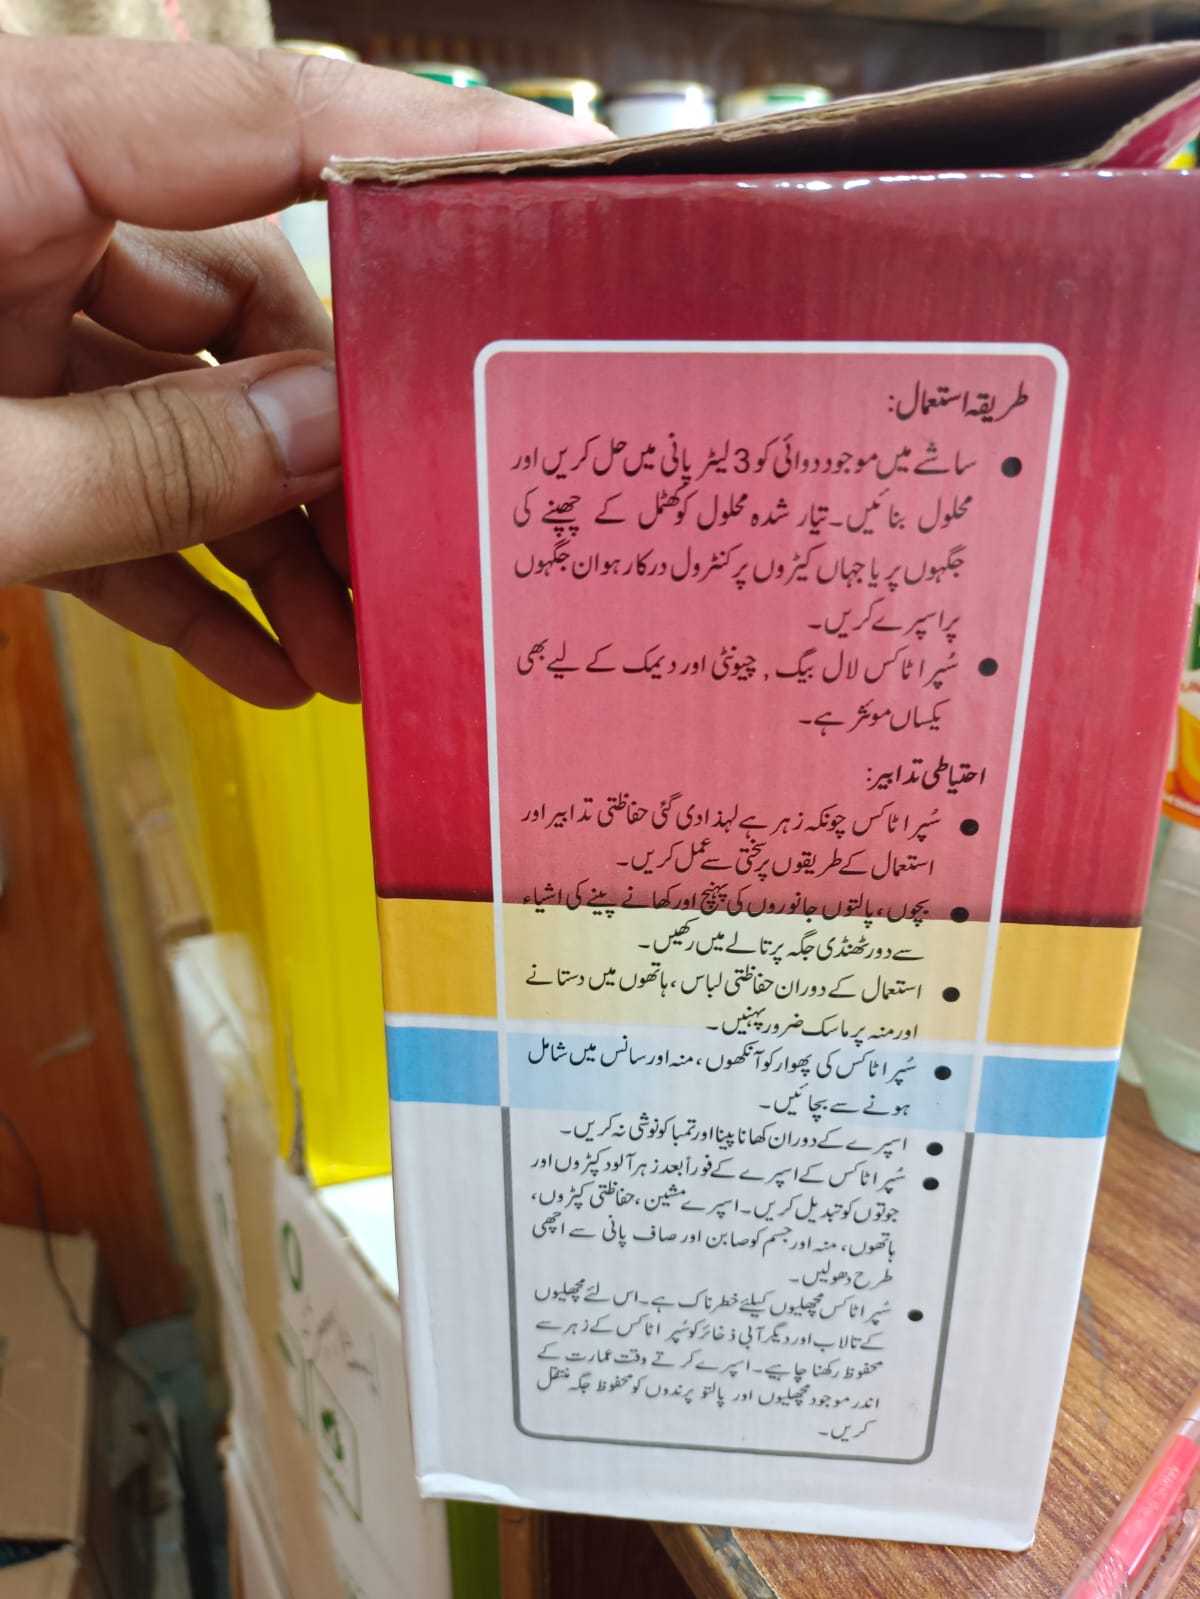 طریقہ استعمال:
● ساشے میں موجود دوائی کو 3 لیٹر پانی میں حل کریں اور
محلول بنائیں۔ تیار شدہ محلول کو کھٹمل کے چھپنے کی
جگہوں پر یا جہاں کیڑوں پر کنٹرول درکار ہو ان جگہوں
پر اسپرے کریں۔
● سُپر اٹاکس لال بیگ , چیونٹی اور دیمک کے لیے بھی
یکساں موئثر ہے۔
احتیاطی تدابیر:
● سُپر اٹاکس چونکہ زہر ہے لہذا دی گئی حفاظتی تدابیر اور
استعمال کے طریقوں پر سختی سے عمل کریں۔
● بچوں، پالتوں جانوروں کی پہنچ اور کھانے پینے کی اشیاء
سے دور ٹھنڈی جگہ پر تالے میں رکھیں۔
● استعمال کے دوران حفاظتی لباس، ہاتھوں میں دستانے
اور منہ پر ماسک ضرور پہنیں۔
● سُپر اٹاکس کی پھوار کو آنکھوں، منہ اور سانس میں شامل
ہونے سے بچائیں۔
● اسپرے کے دوران کھانا پینا اور تمباکو نوشی نہ کریں۔
● سُپر اٹاکس کے اسپرے کے فوراً بعد زہر آلود کپڑوں اور
جوتوں کو تبدیل کریں۔ اسپرے مشین، حفاظتی کپڑوں،
ہاتھوں، منہ اور جسم کو صابن اور صاف پانی سے اچھی
طرح دھولیں۔
● سُپر اٹاکس مچھلیوں کیلئے خطرناک ہے۔ اس لئے مچھلیوں
کے تالاب اور دیگر آبی ذخائر کو سُپر اٹاکس کے زہر سے
محفوظ رکھنا چاہیے۔ اسپرے کرتے وقت عمارت کے
اندر موجود مچھلیوں اور پالتو پرندوں کو محفوظ جگہ منتقل
کریں۔